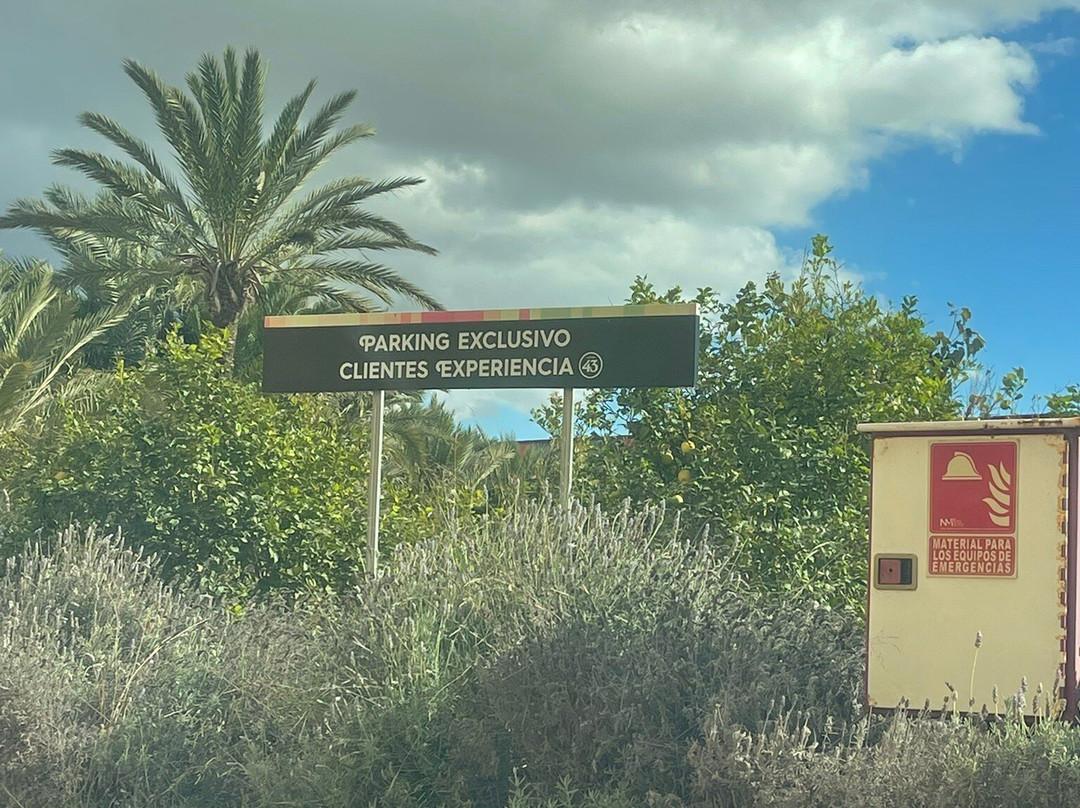 PARKING EXCLUSIVO
CLIENTES EXPERIENCIA 43
MATERIAL PARA
LOS EQUIPOS DE
EMERGENCIAS